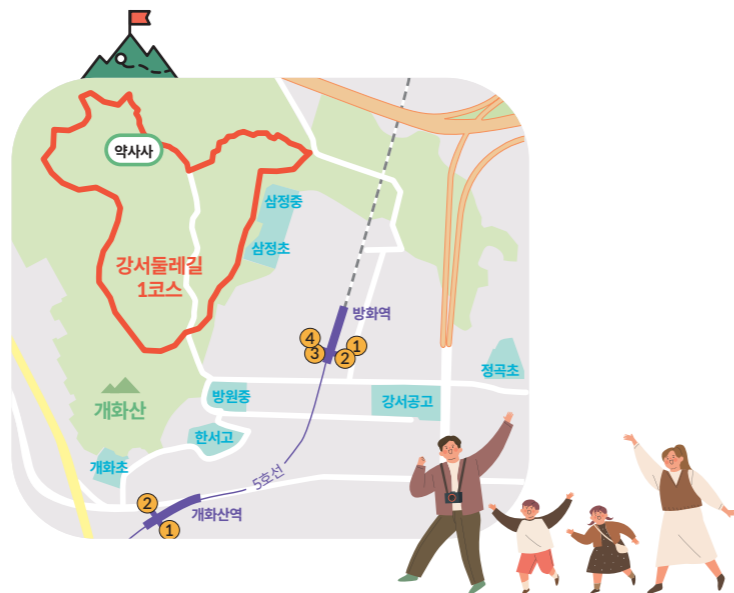 약사사
삼정중
삼정초
강서둘레길
1코스
방화역
4
3
2
1
정곡초
개화산
방원중
강서공고
한서고
개화초
5호선
2
1
개화산역